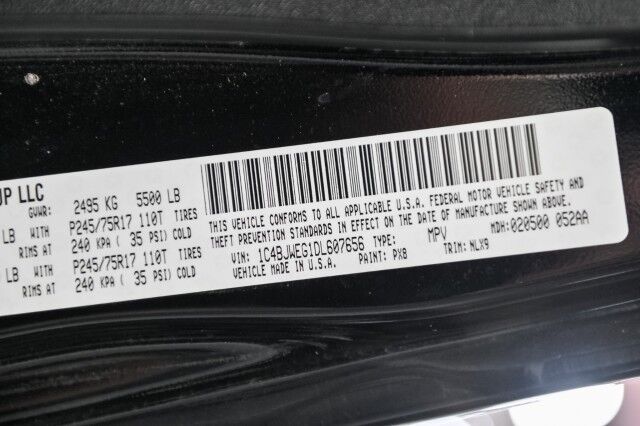 UP LLC
GVWR: 2495 KG 5500 LB
LB WITH P245/75R17 110T TIRES
RIMS AT 240 KPA ( 35 PSI) COLD
LB WITH P245/75R17 110T TIRES
RIMS AT 240 KPA ( 35 PSI) COLD
THIS VEHICLE CONFORMS TO ALL APPLICABLE U.S.A. FEDERAL MOTOR VEHICLE SAFETY AND
THEFT PREVENTION STANDARDS IN EFFECT ON THE DATE OF MANUFACTURE SHOWN ABOVE.
VIN: 1C4BJWEG1DL607656 TYPE: MPV MDH: 020500 052AA
VEHICLE MADE IN U.S.A. PAINT: PX8 TRIM: NLX9